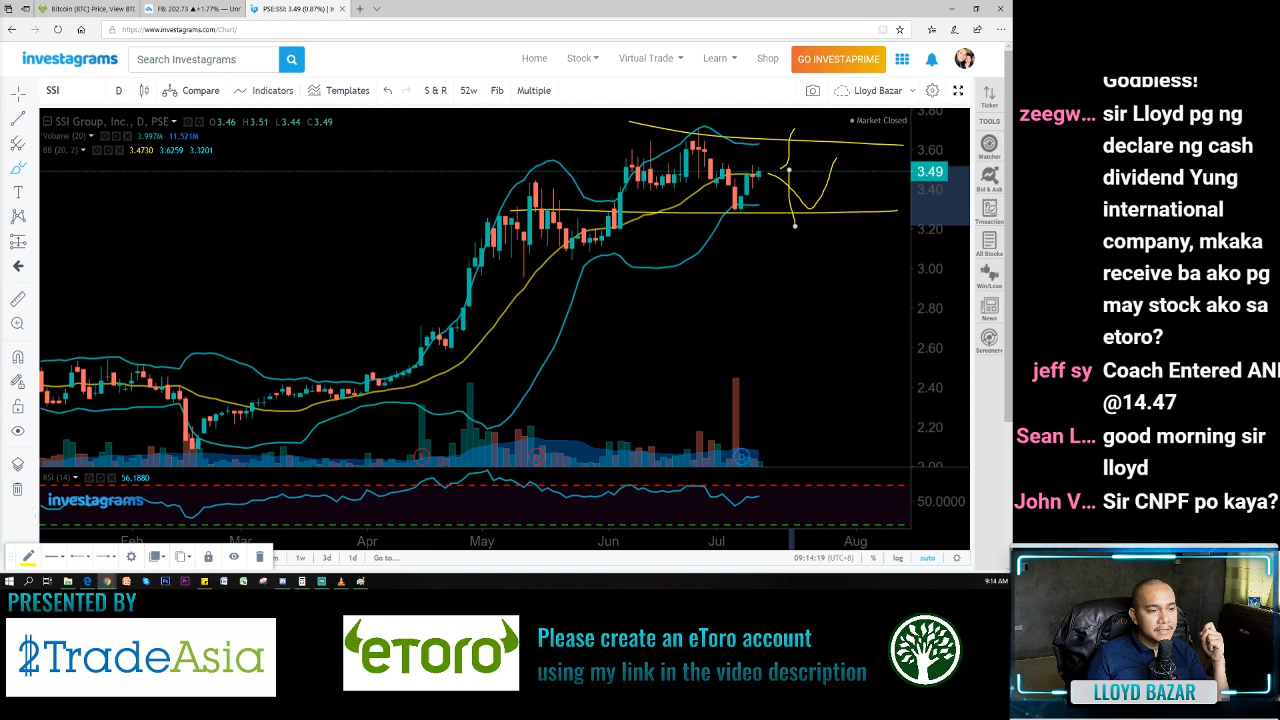 Bitcoin (BTC) Price, View BTC
FB: 202.73 ▲+1.77% — Unn
PSE:SSI: 3.49 (0.87%) | In
https://www.investagrams.com/Chart/
investagrams
Search Investagrams
Home
Stock
Virtual Trade
Learn
Shop
GO INVESTAPRIME
SSI
D
Compare
Indicators
Templates
S & R
52w
Fib
Multiple
Lloyd Bazar
SSI Group, Inc., D, PSE
O 3.46 H 3.51 L 3.44 C 3.49
Market Closed
Volume (20)
3.997M 11.521M
BB (20, 2)
3.4730 3.6259 3.3201
3.80
3.60
3.49
3.40
3.20
3.00
2.80
2.60
2.40
2.20
2.00
RSI (14)
56.1880
investagrams
50.0000
Feb
Mar
Apr
May
Jun
Jul
Aug
Ticker
TOOLS
Watcher
Bid & Ask
Trnsaction
All Stocks
Win/Lose
News
Screener+
1w
3d
1d
Go to...
09:14:19 (UTC+8)
%
log
auto
9:14 AM
Godbless!
zeegw... sir Lloyd pg ng
declare ng cash
dividend Yung
international
company, mkaka
receive ba ako pg
may stock ako sa
etoro?
jeff sy Coach Entered ANI
@14.47
Sean L... good morning sir
lloyd
John V... Sir CNPF po kaya?
PRESENTED BY
2TradeAsia
eToro
Please create an eToro account
using my link in the video description
LLOYD BAZAR